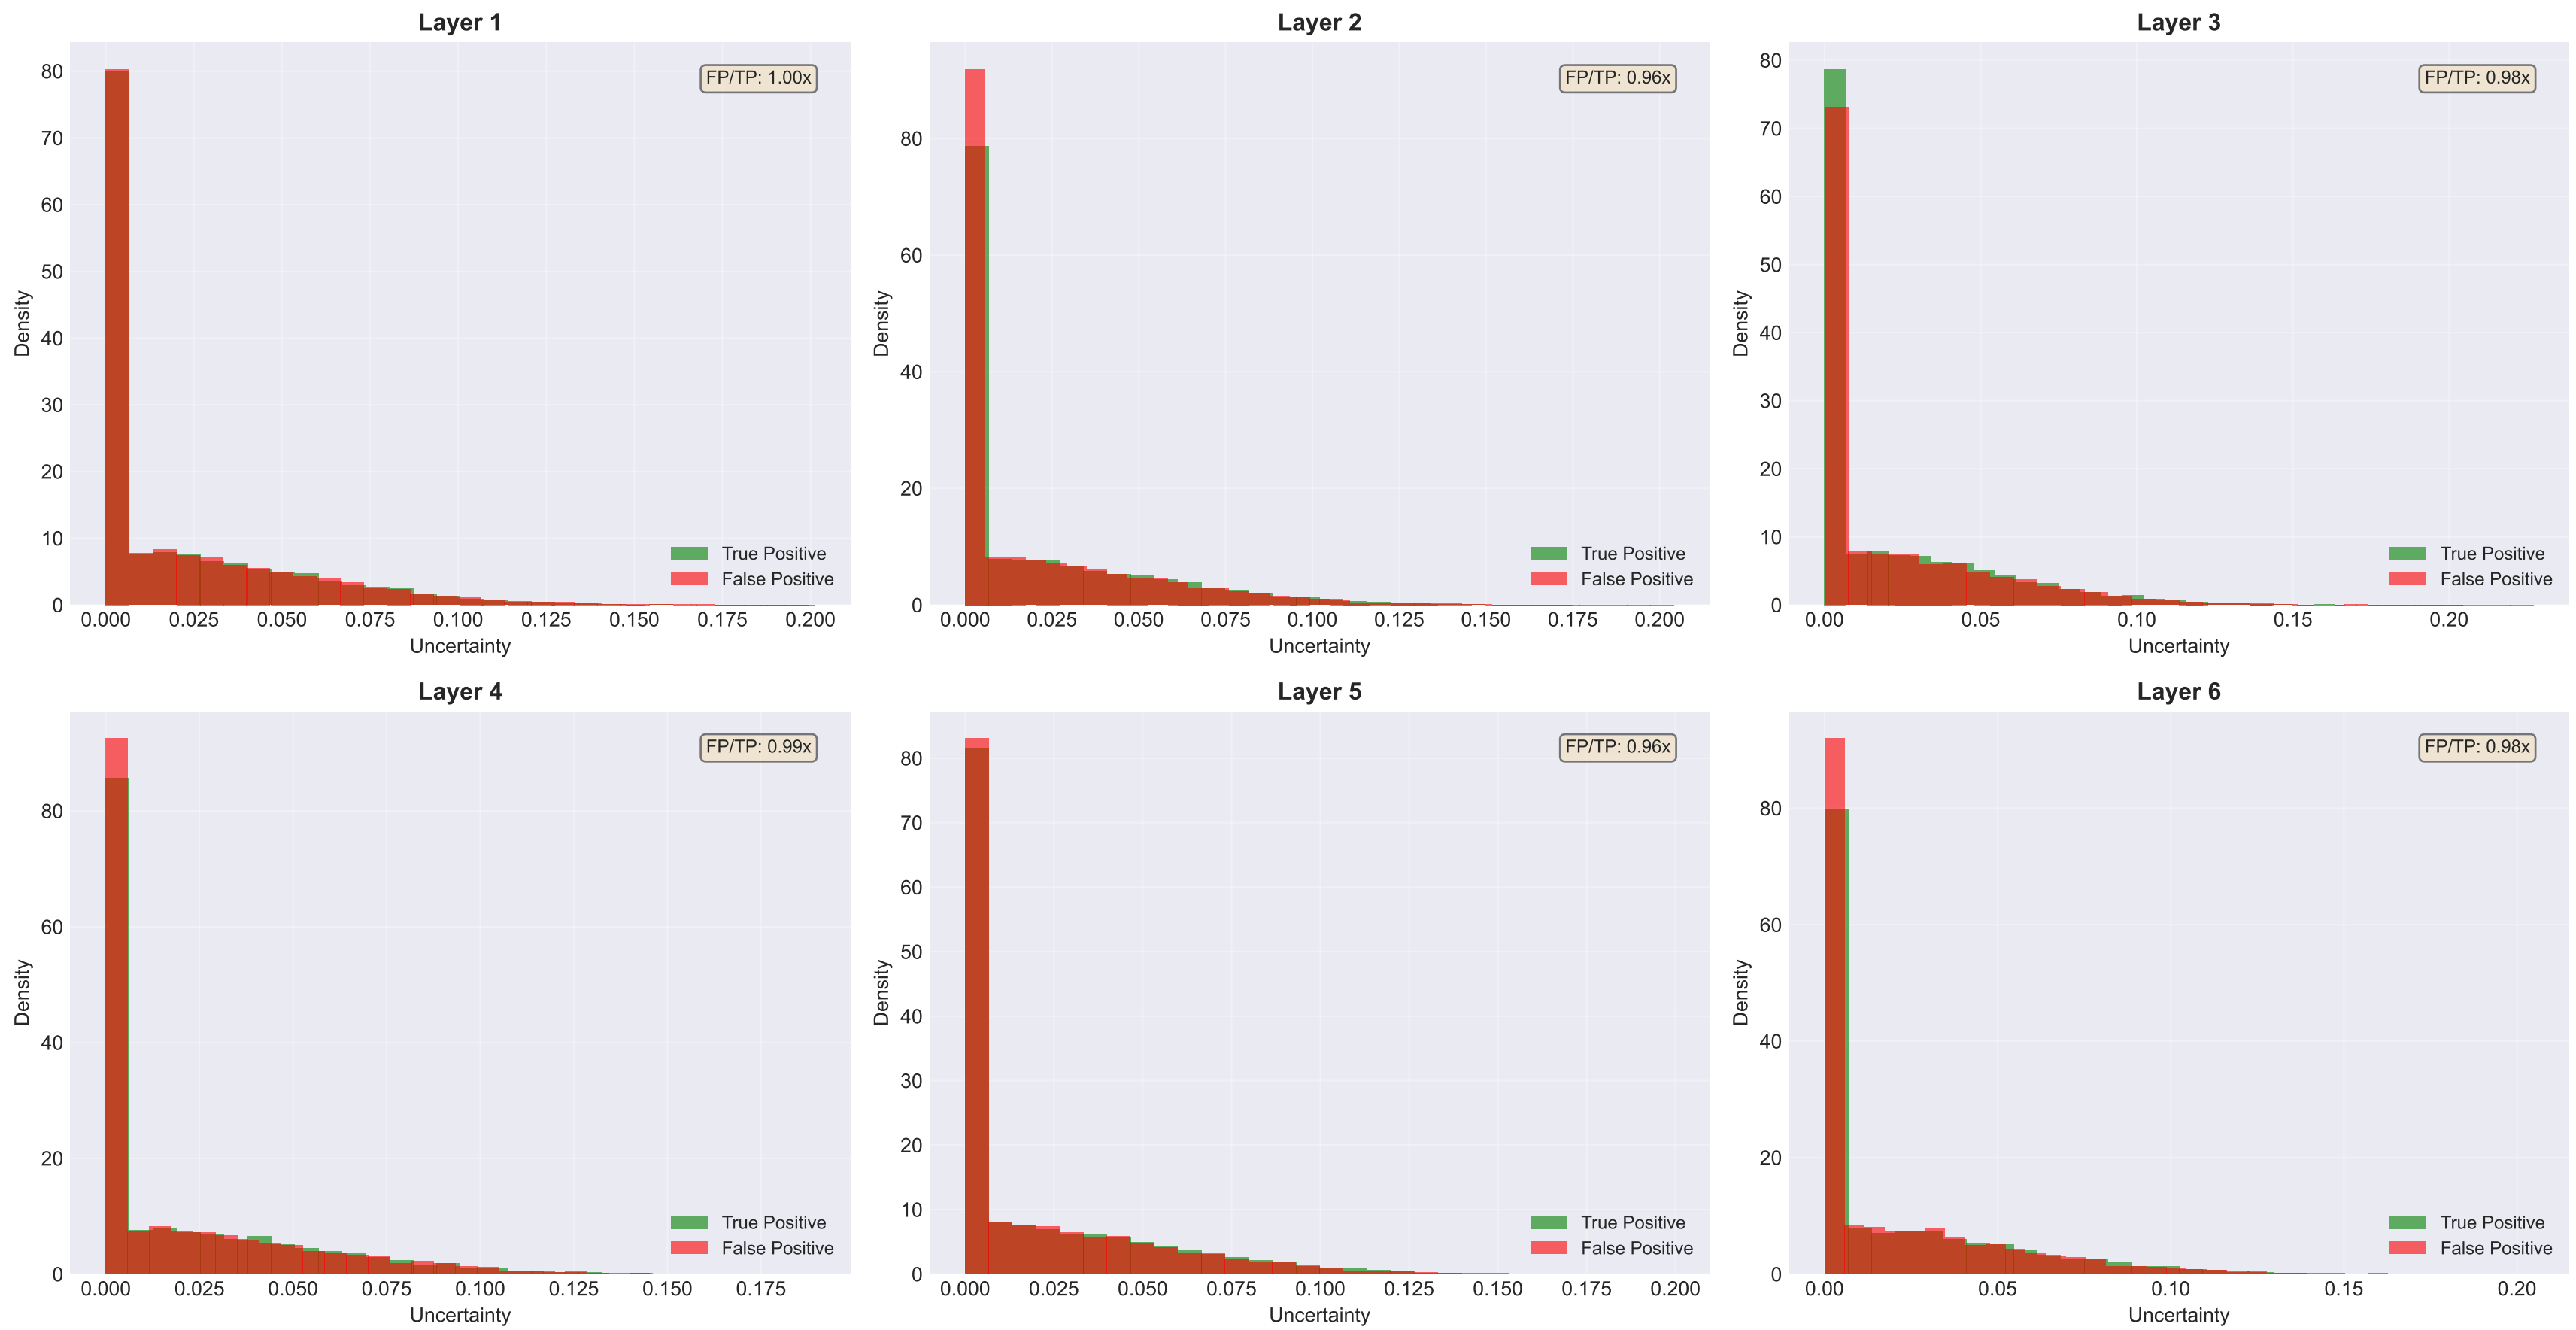 Layer 1
FP/TP: 1.00x
80
70
60
50
40
30
20
10
0
Density
True Positive
False Positive
0.000 0.025 0.050 0.075 0.100 0.125 0.150 0.175 0.200
Uncertainty
Layer 2
FP/TP: 0.96x
80
60
40
20
0
Density
True Positive
False Positive
0.000 0.025 0.050 0.075 0.100 0.125 0.150 0.175 0.200
Uncertainty
Layer 3
FP/TP: 0.98x
80
70
60
50
40
30
20
10
0
Density
True Positive
False Positive
0.00 0.05 0.10 0.15 0.20
Uncertainty
Layer 4
FP/TP: 0.99x
80
60
40
20
0
Density
True Positive
False Positive
0.000 0.025 0.050 0.075 0.100 0.125 0.150 0.175
Uncertainty
Layer 5
FP/TP: 0.96x
80
70
60
50
40
30
20
10
0
Density
True Positive
False Positive
0.000 0.025 0.050 0.075 0.100 0.125 0.150 0.175 0.200
Uncertainty
Layer 6
FP/TP: 0.98x
80
60
40
20
0
Density
True Positive
False Positive
0.00 0.05 0.10 0.15 0.20
Uncertainty